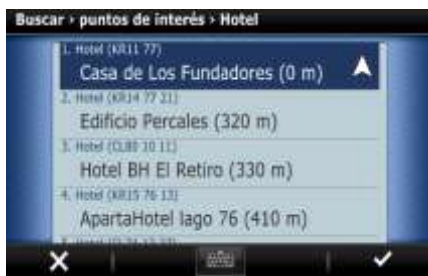 Buscar › puntos de interés › Hotel
1. Hotel (KR11 77)
Casa de Los Fundadores (0 m)
2. Hotel (KR14 77 21)
Edificio Percales (320 m)
3. Hotel (CL80 10 11)
Hotel BH El Retiro (330 m)
4. Hotel (KR15 76 13)
ApartaHotel lago 76 (410 m)